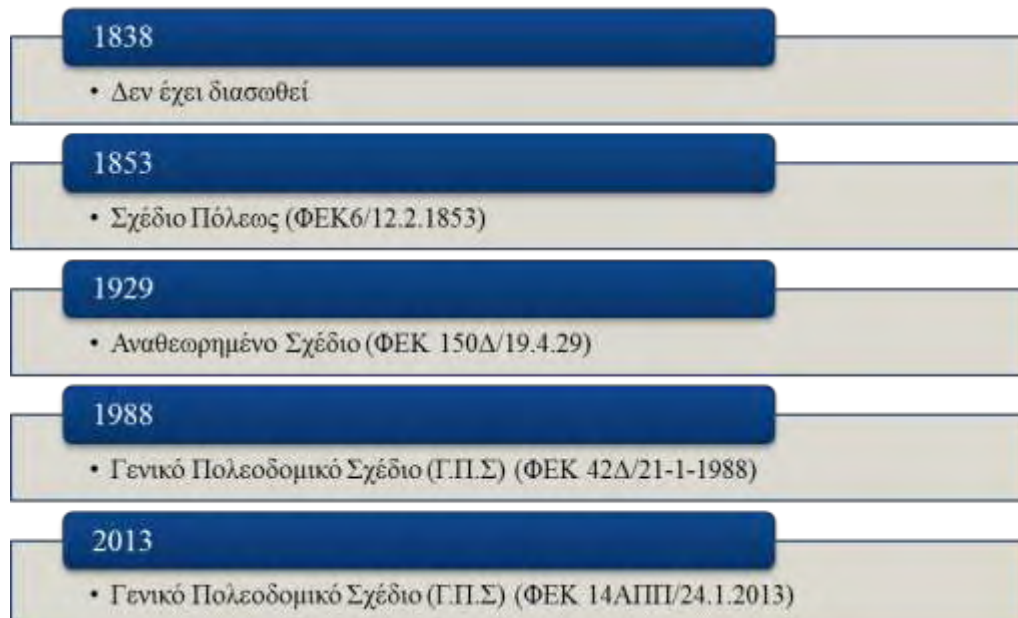 1838
• Δεν έχει διασωθεί
1853
• Σχέδιο Πόλεως (ΦΕΚ6/12.2.1853)
1929
• Αναθεωρημένο Σχέδιο (ΦΕΚ 150Δ/19.4.29)
1988
• Γενικό Πολεοδομικό Σχέδιο (Γ.Π.Σ) (ΦΕΚ 42Δ/21-1-1988)
2013
• Γενικό Πολεοδομικό Σχέδιο (Γ.Π.Σ) (ΦΕΚ 14ΑΠΠ/24.1.2013)